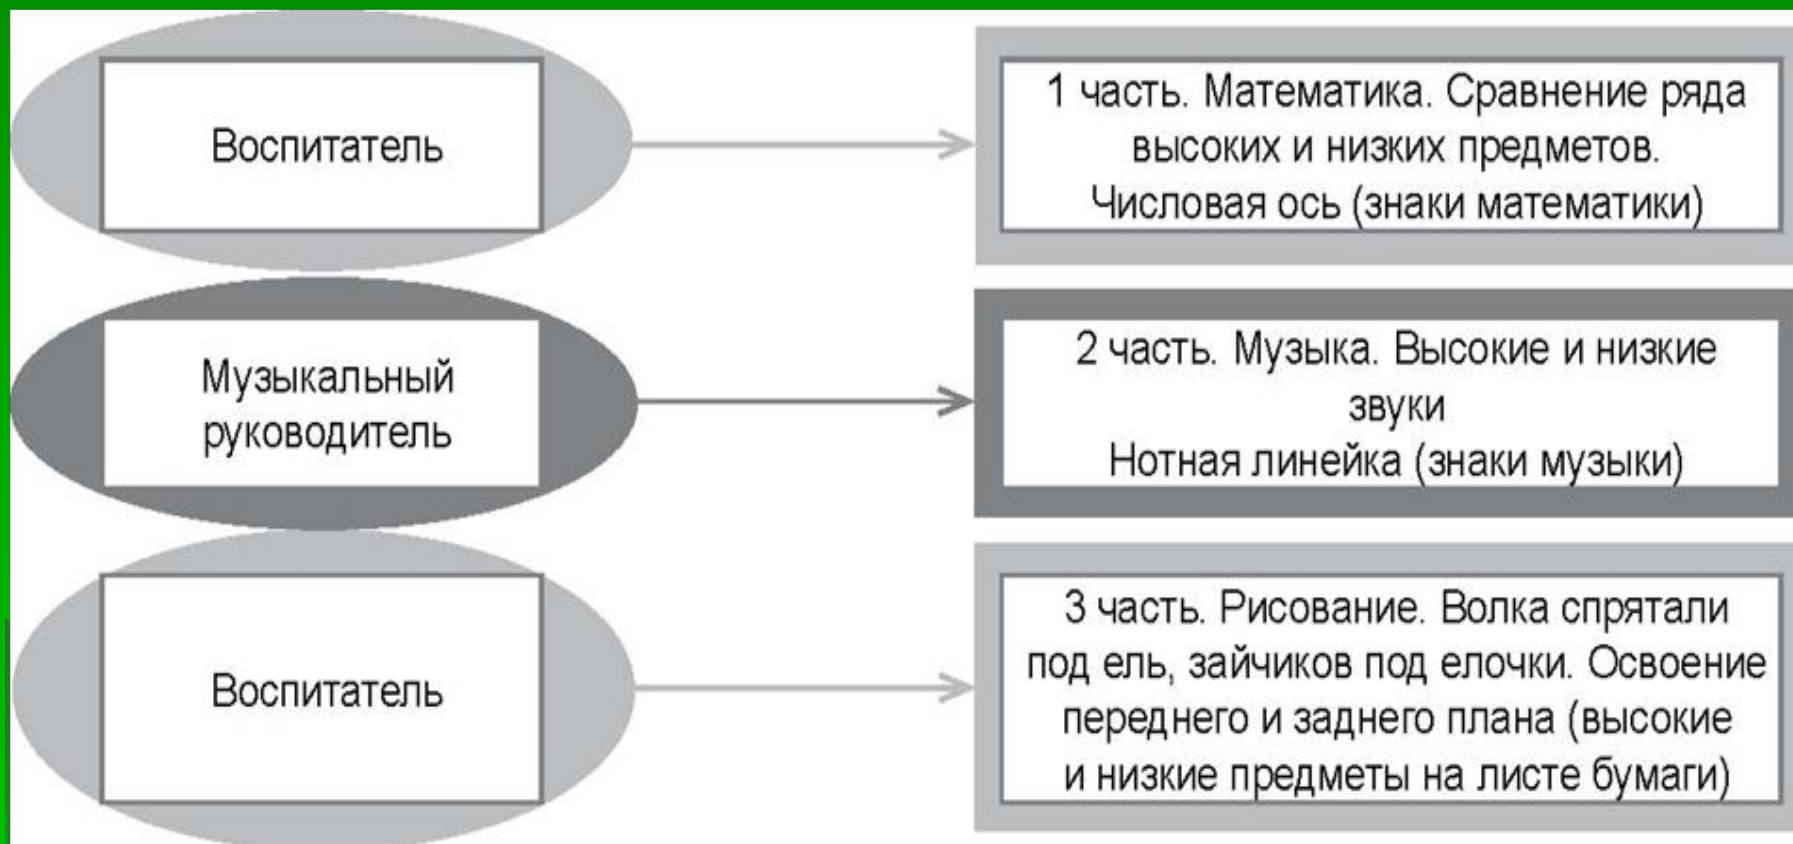 Воспитатель
1 часть. Математика. Сравнение ряда
высоких и низких предметов.
Числовая ось (знаки математики)
Музыкальный
руководитель
2 часть. Музыка. Высокие и низкие
звуки
Нотная линейка (знаки музыки)
Воспитатель
3 часть. Рисование. Волка спрятали
под ель, зайчиков под елочки. Освоение
переднего и заднего плана (высокие
и низкие предметы на листе бумаги)